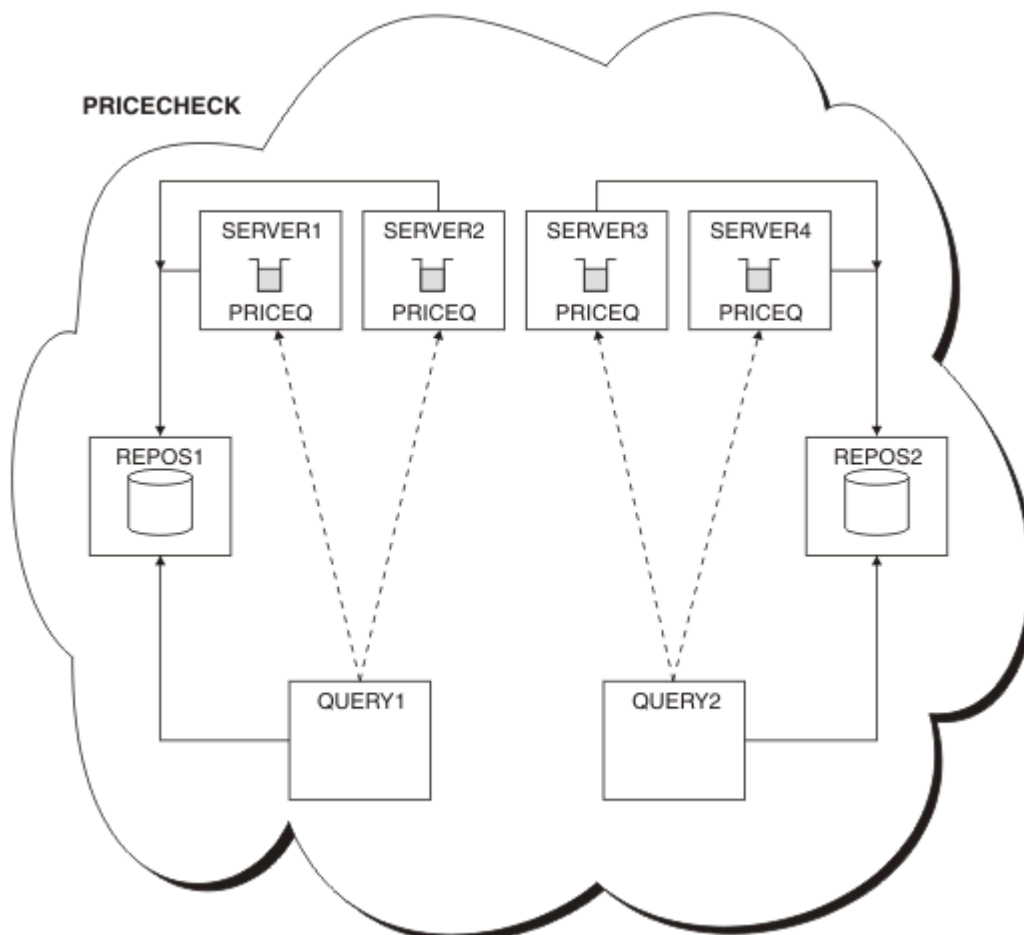 PRICECHECK
SERVER1
SERVER2
SERVER3
SERVER4
PRICEQ
PRICEQ
PRICEQ
PRICEQ
REPOS1
REPOS2
QUERY1
QUERY2